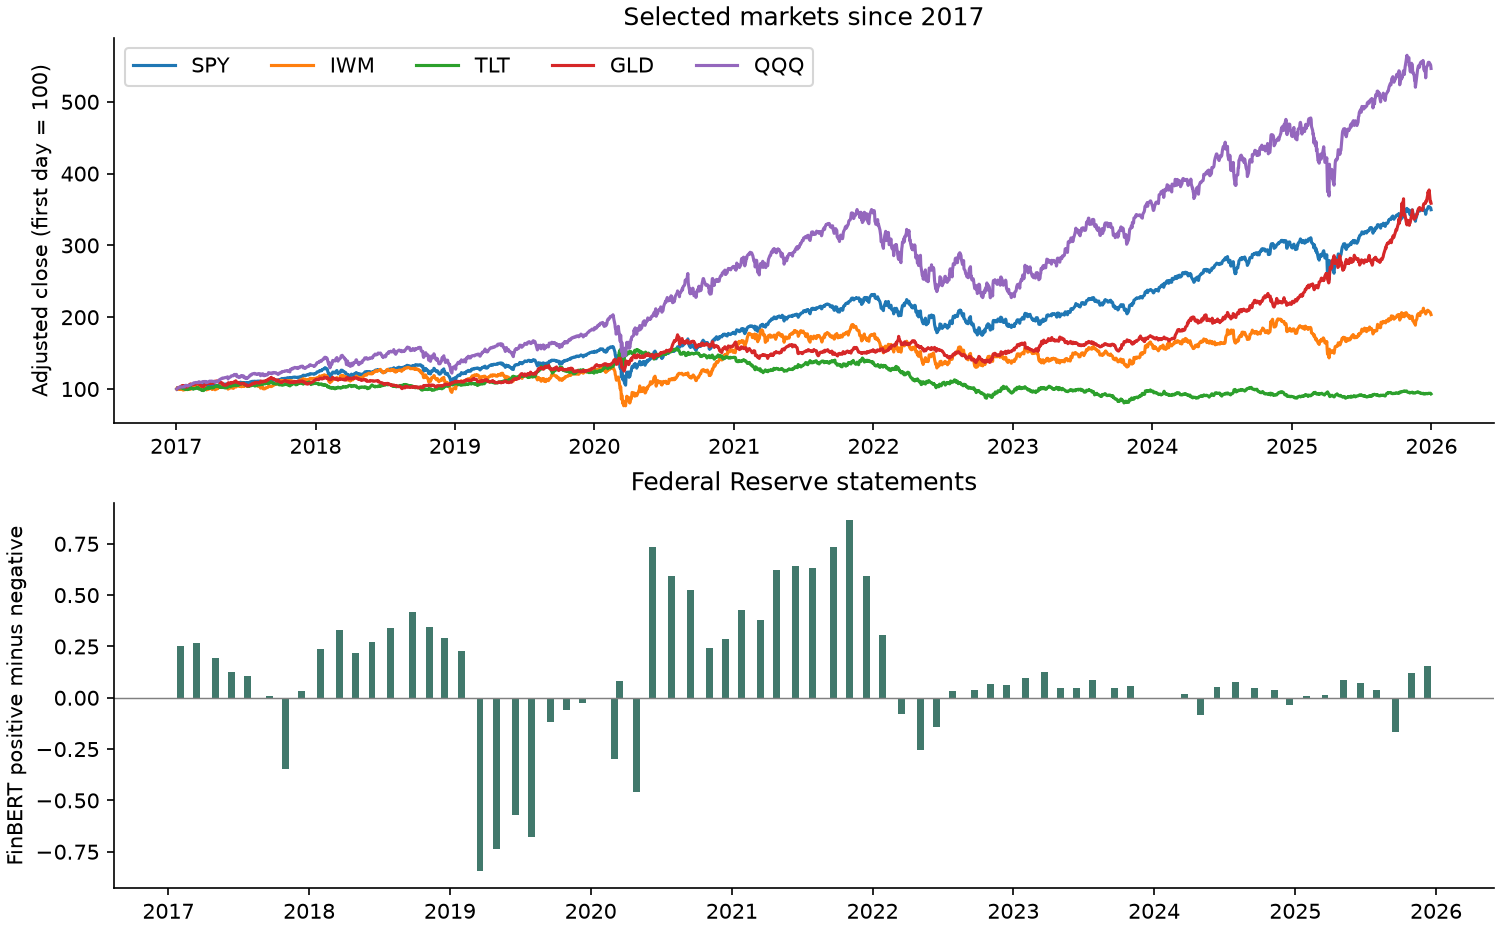 Selected markets since 2017
Adjusted close (first day = 100)
SPY IWM TLT GLD QQQ
500
400
300
200
100
2017 2018 2019 2020 2021 2022 2023 2024 2025 2026
Federal Reserve statements
FinBERT positive minus negative
0.75
0.50
0.25
0.00
−0.25
−0.50
−0.75
2017 2018 2019 2020 2021 2022 2023 2024 2025 2026